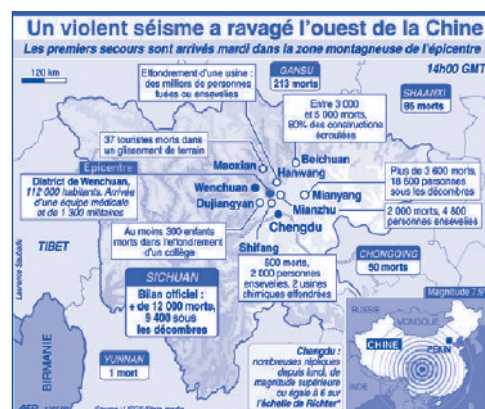 Un violent séisme a ravagé l'ouest de la Chine
Les premiers secours sont arrivés mardi dans la zone montagneuse de l'épicentre
120 km
14h00 GMT
Effondrement d'une usine :
des milliers de personnes
tuées ou ensevelies
GANSU
213 morts
SHAANXI
85 morts
Entre 3 000
et 5 000 morts,
80% des constructions
écroulées
37 touristes morts dans
un glissement de terrain
Epicentre
District de Wenchuan,
112 000 habitants. Arrivée
d'une équipe médicale
et de 1 300 militaires
Maoxian
Beichuan
Hanwang
Wenchuan
Mianyang
Dujiangyan
Mianzhu
Chengdu
Shifang
Plus de 3 600 morts,
18 600 personnes
sous les décombres
2 000 morts, 4 800
personnes ensevelies
Au moins 300 enfants
morts dans l'effondrement
d'un collège
TIBET
600 morts,
2 000 personnes
ensevelies, 2 usines
chimiques effondrées
CHONGQING
50 morts
SICHUAN
Bilan officiel :
+ de 12 000 morts,
9 400 sous
les décombres
Magnitude 7,9
RUSSIE
MONGOLIE
CHINE
PEKIN
INDE
BIRMANIE
YUNNAN
1 mort
Chengdu :
nombreuses répliques
depuis lundi, de
magnitude supérieure
ou égale à 6 sur
l'échelle de Richter*
AFP